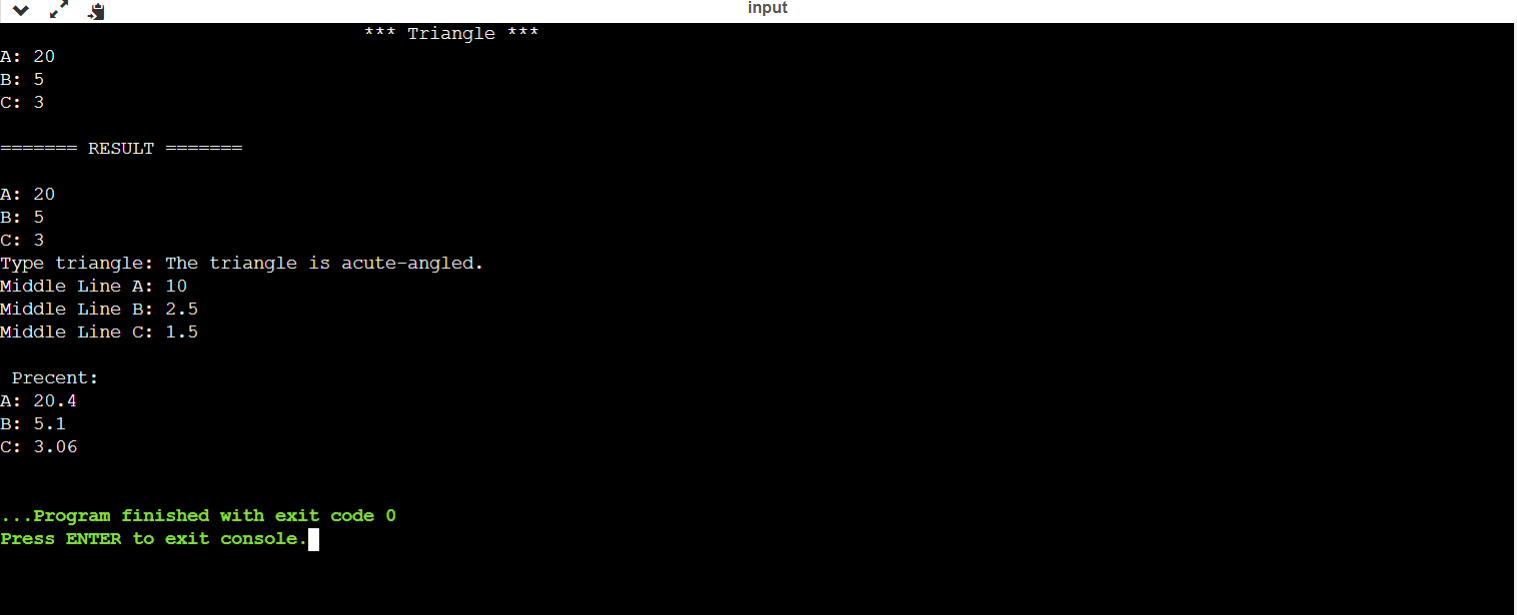 input
*** Triangle ***
A: 20
B: 5
C: 3
======= RESULT =======
A: 20
B: 5
C: 3
Type triangle: The triangle is acute-angled.
Middle Line A: 10
Middle Line B: 2.5
Middle Line C: 1.5
Precent:
A: 20.4
B: 5.1
C: 3.06
...Program finished with exit code 0
Press ENTER to exit console.